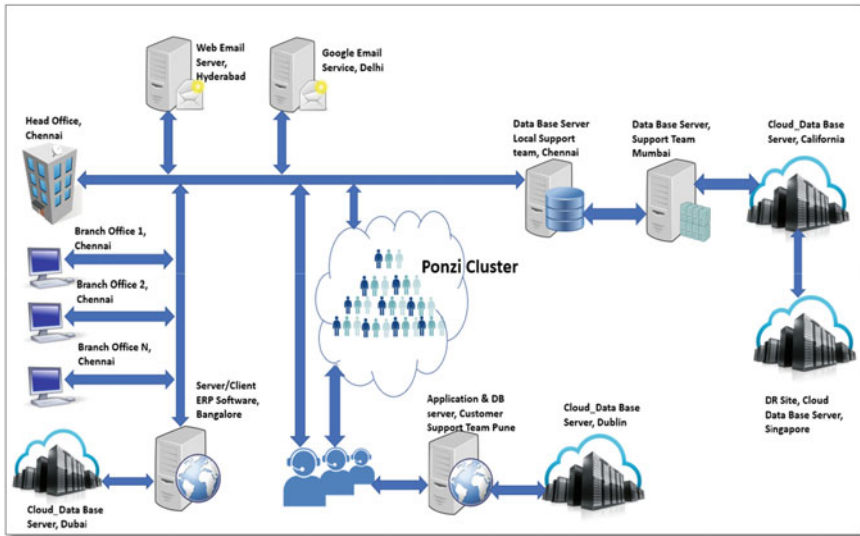 Web Email
Server,
Hyderabad
Google Email
Service, Delhi
Head Office,
Chennai
Data Base Server
Local Support
team, Chennai
Data Base Server,
Support Team
Mumbai
Cloud_Data Base
Server, California
Branch Office 1,
Chennai
Ponzi Cluster
Branch Office 2,
Chennai
Branch Office N,
Chennai
Server/Client
ERP Software,
Bangalore
Application & DB
server, Customer
Support Team Pune
Cloud_Data Base
Server, Dublin
DR Site, Cloud
Data Base Server,
Singapore
Cloud_Data Base
Server, Dubai